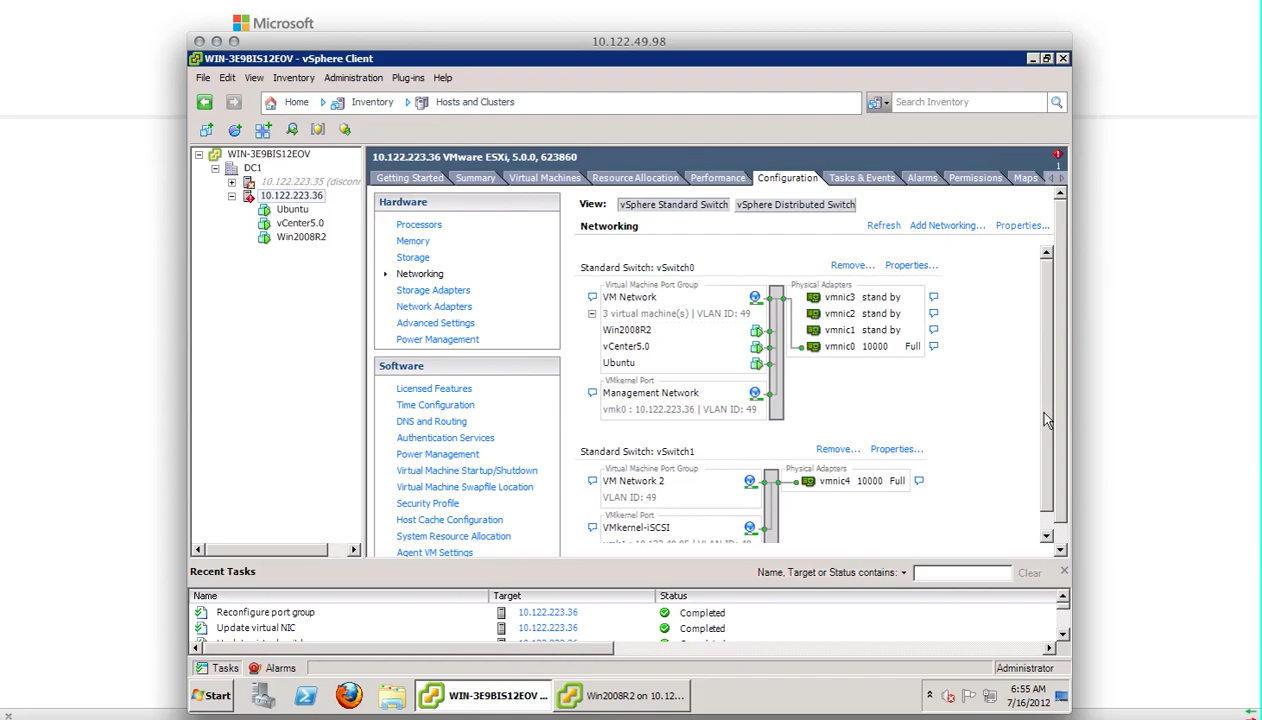 Microsoft
10.122.49.98
WIN-3E9BIS12EOV - vSphere Client
File Edit View Inventory Administration Plug-ins Help
Home Inventory Hosts and Clusters
Search Inventory
WIN-3E9BIS12EOV
DC1
10.122.223.35 (disconr
10.122.223.36
Ubuntu
vCenter5.0
Win2008R2
10.122.223.36 VMware ESXi, 5.0.0, 623860
1
Getting Started Summary Virtual Machines Resource Allocation Performance Configuration Tasks & Events Alarms Permissions Maps
Hardware
Processors
Memory
Storage
Networking
Storage Adapters
Network Adapters
Advanced Settings
Power Management
Software
Licensed Features
Time Configuration
DNS and Routing
Authentication Services
Power Management
Virtual Machine Startup/Shutdown
Virtual Machine Swapfile Location
Security Profile
Host Cache Configuration
System Resource Allocation
Agent VM Settings
View: vSphere Standard Switch vSphere Distributed Switch
Networking
Refresh Add Networking... Properties...
Standard Switch: vSwitch0 Remove... Properties...
Virtual Machine Port Group
VM Network
3 virtual machine(s) | VLAN ID: 49
Win2008R2
vCenter5.0
Ubuntu
VMkernel Port
Management Network
vmk0 : 10.122.223.36 | VLAN ID: 49
Physical Adapters
vmnic3 stand by
vmnic2 stand by
vmnic1 stand by
vmnic0 10000 Full
Standard Switch: vSwitch1 Remove... Properties...
Virtual Machine Port Group
VM Network 2
VLAN ID: 49
VMkernel Port
VMkernel-iSCSI
Physical Adapters
vmnic4 10000 Full
Recent Tasks
Name, Target or Status contains: Clear
Name Target Status
Reconfigure port group 10.122.223.36 Completed
Update virtual NIC 10.122.223.36 Completed
Tasks Alarms Administrator
Start WIN-3E9BIS12EOV ... Win2008R2 on 10.12...
6:55 AM
7/16/2012